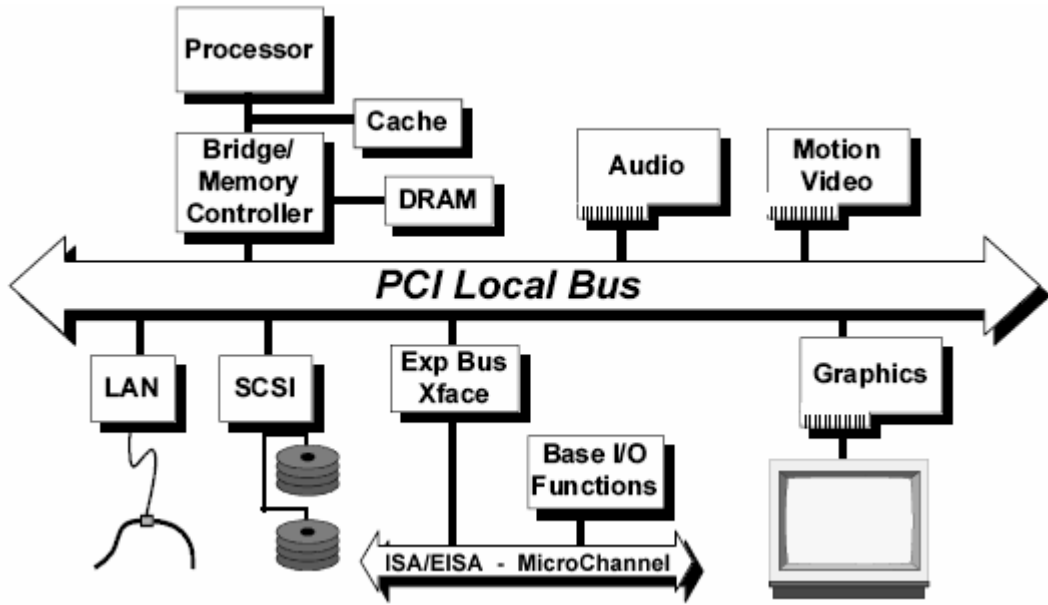 Processor
Cache
Bridge/
Memory
Controller
DRAM
Audio
Motion
Video
PCI Local Bus
LAN
SCSI
Exp Bus
Xface
Graphics
Base I/O
Functions
ISA/EISA - MicroChannel